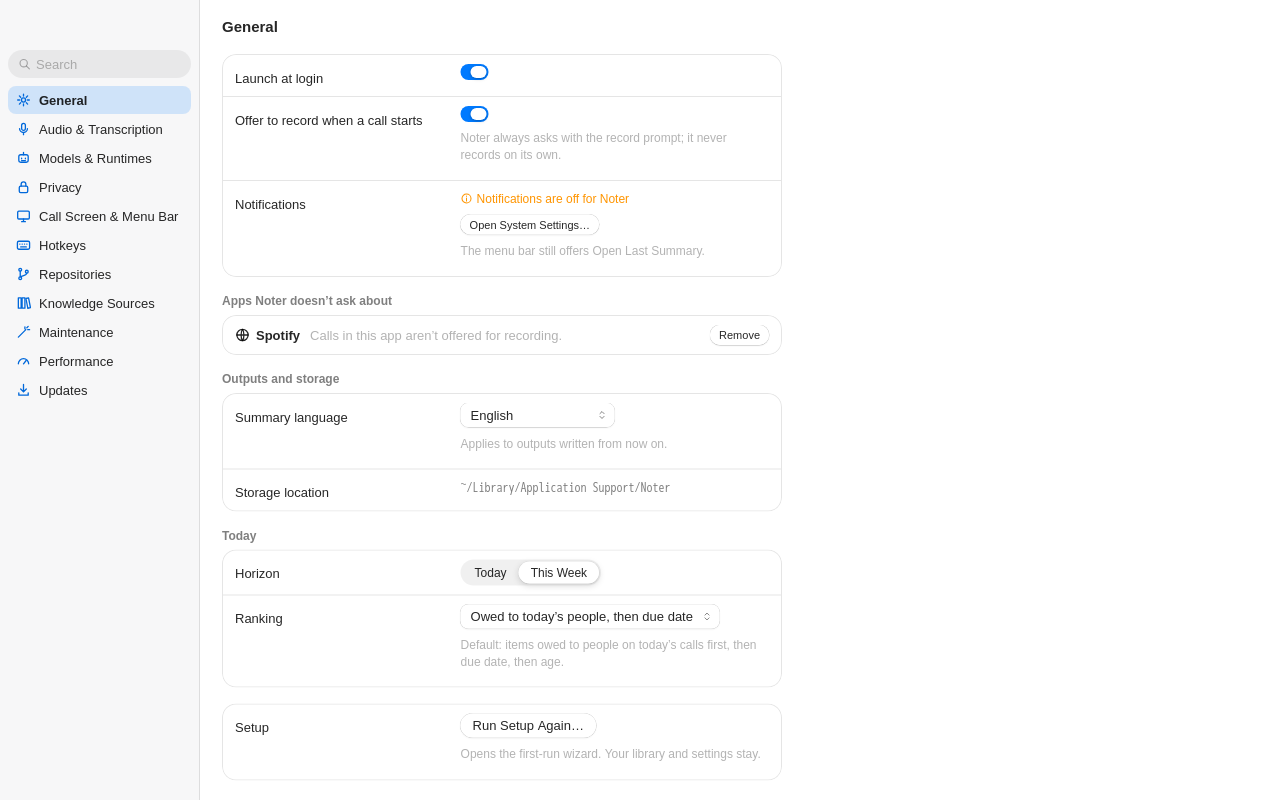 General
Search
General
Audio & Transcription
Models & Runtimes
Privacy
Call Screen & Menu Bar
Hotkeys
Repositories
Knowledge Sources
Maintenance
Performance
Updates
Launch at login
Offer to record when a call starts
Noter always asks with the record prompt; it never
records on its own.
Notifications
Notifications are off for Noter
Open System Settings…
The menu bar still offers Open Last Summary.
Apps Noter doesn’t ask about
Spotify Calls in this app aren’t offered for recording. Remove
Outputs and storage
Summary language English
Applies to outputs written from now on.
Storage location ~/Library/Application Support/Noter
Today
Horizon Today This Week
Ranking Owed to today’s people, then due date
Default: items owed to people on today’s calls first, then
due date, then age.
Setup Run Setup Again…
Opens the first-run wizard. Your library and settings stay.